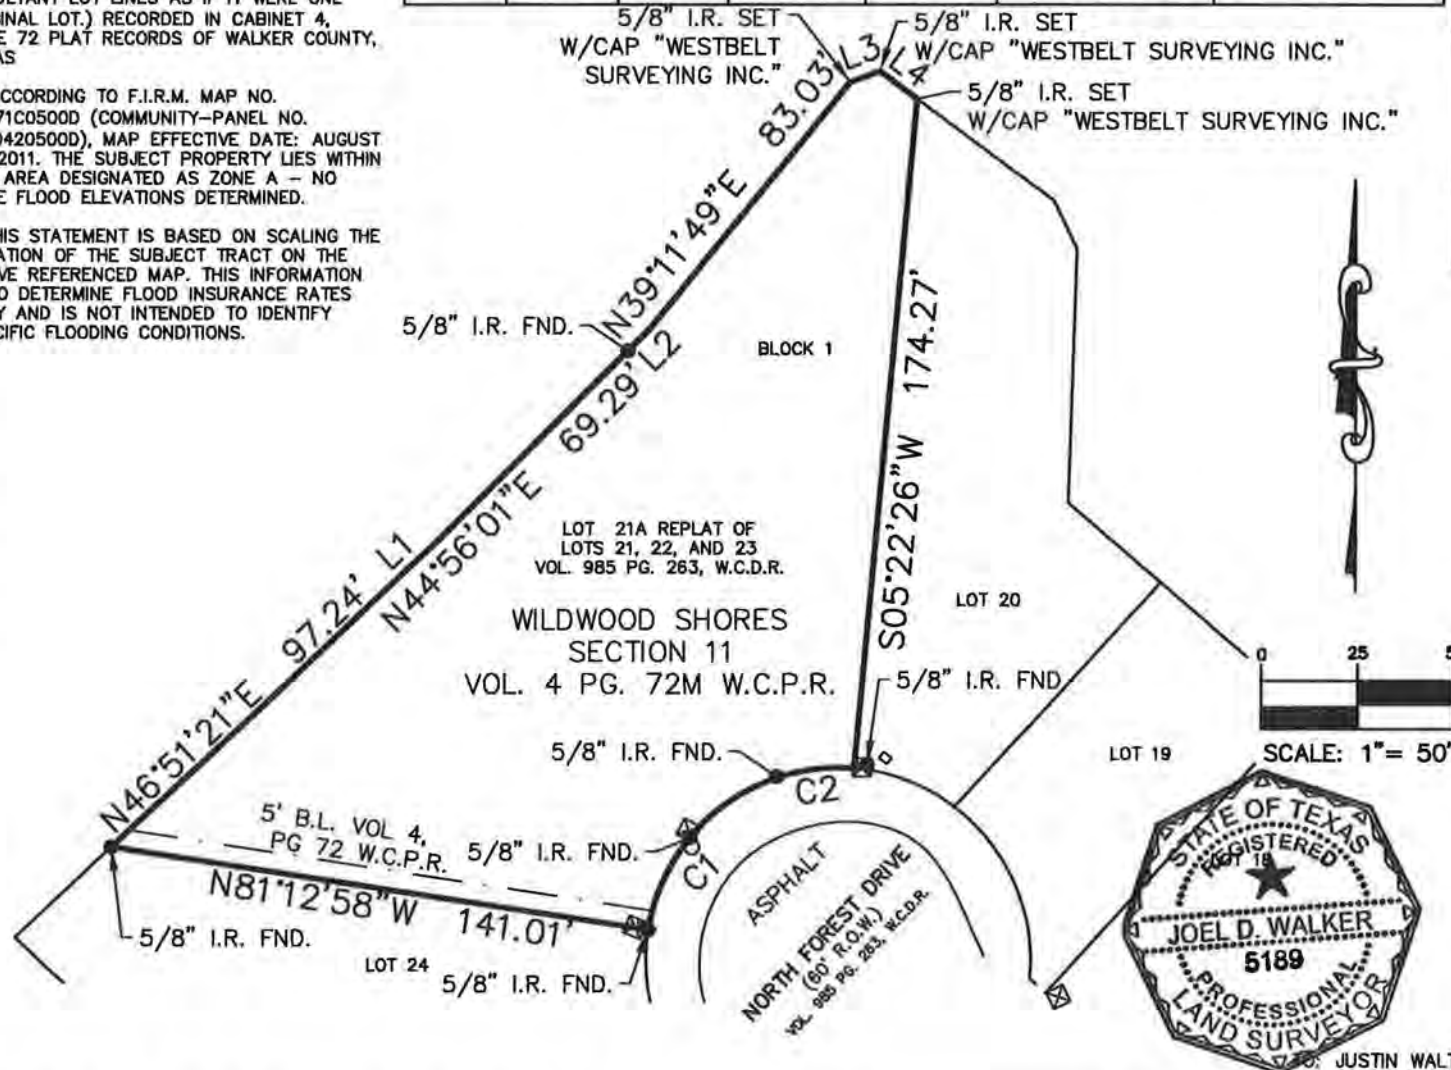 INAL LOT.) RECORDED IN CABINET 4,
72 PLAT RECORDS OF WALKER COUNTY,
CCORDING TO F.I.R.M. MAP NO.
71C0500D (COMMUNITY-PANEL NO.
0420500D), MAP EFFECTIVE DATE: AUGUST
2011. THE SUBJECT PROPERTY LIES WITHIN
AREA DESIGNATED AS ZONE A – NO
E FLOOD ELEVATIONS DETERMINED.
HIS STATEMENT IS BASED ON SCALING THE
ATION OF THE SUBJECT TRACT ON THE
VE REFERENCED MAP. THIS INFORMATION
O DETERMINE FLOOD INSURANCE RATES
Y AND IS NOT INTENDED TO IDENTIFY
CIFIC FLOODING CONDITIONS.
5/8" I.R. SET
W/CAP "WESTBELT
SURVEYING INC."
5/8" I.R. SET
W/CAP "WESTBELT SURVEYING INC."
5/8" I.R. SET
W/CAP "WESTBELT SURVEYING INC."
L3
L4
N39°11'49"E 83.03'
L2
5/8" I.R. FND.
BLOCK 1
N44°56'01"E 69.29'
S05°22'26"W 174.27'
N46°51'21"E 97.24' L1
LOT 21A REPLAT OF
LOTS 21, 22, AND 23
VOL. 985 PG. 263, W.C.D.R.
WILDWOOD SHORES
SECTION 11
VOL. 4 PG. 72M W.C.P.R.
LOT 20
5/8" I.R. FND
0 25
SCALE: 1"= 50'
LOT 19
5/8" I.R. FND.
C2
5' B.L. VOL 4,
PG 72 W.C.P.R.
5/8" I.R. FND.
C1
N81°12'58"W 141.01'
5/8" I.R. FND.
LOT 24
5/8" I.R. FND.
ASPHALT
NORTH FOREST DRIVE
(60' R.O.W.)
VOL. 985 PG. 263, W.C.D.R.
STATE OF TEXAS
REGISTERED
LOT 18
JOEL D. WALKER
5189
PROFESSIONAL
LAND SURVEYOR
TO: JUSTIN WALT